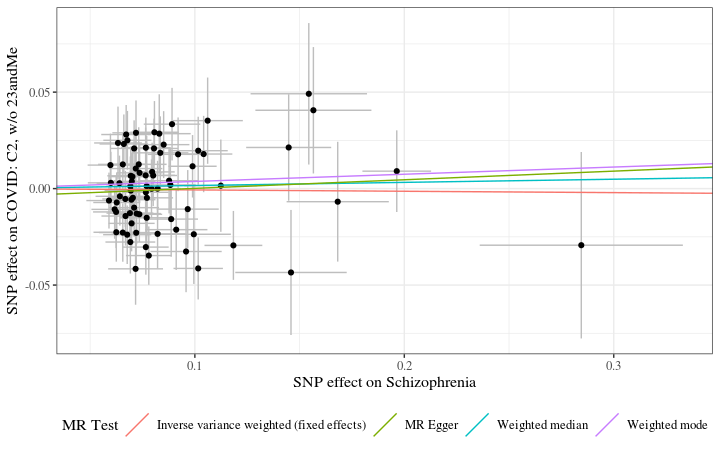 SNP effect on COVID: C2, w/o 23andMe
0.05
0.00
-0.05
0.1
0.2
0.3
SNP effect on Schizophrenia
MR Test
Inverse variance weighted (fixed effects)
MR Egger
Weighted median
Weighted mode